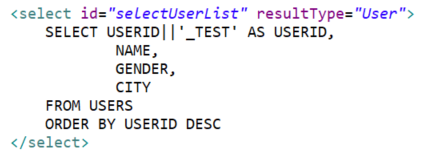 <select id="selectUserList" resultType="User">
    SELECT USERID||'_TEST' AS USERID,
           NAME,
           GENDER,
           CITY
    FROM USERS
    ORDER BY USERID DESC
</select>